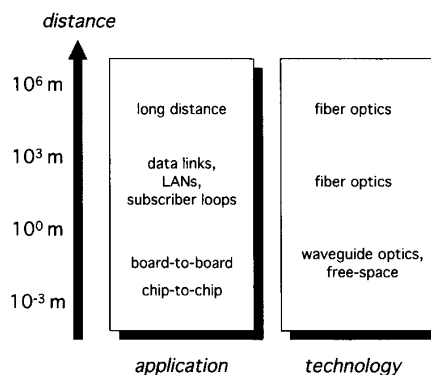 distance
10⁶ m
10³ m
10⁰ m
10⁻³ m
long distance
data links,
LANs,
subscriber loops
board-to-board
chip-to-chip
application
fiber optics
fiber optics
waveguide optics,
free-space
technology